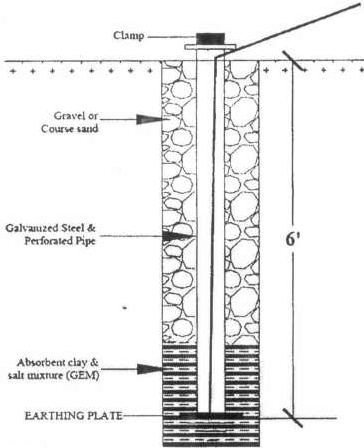 Clamp
Gravel or
Course sand
Galvanized Steel &
Perforated Pipe
6'
Absorbent clay &
salt mixture (GEM)
EARTHING PLATE